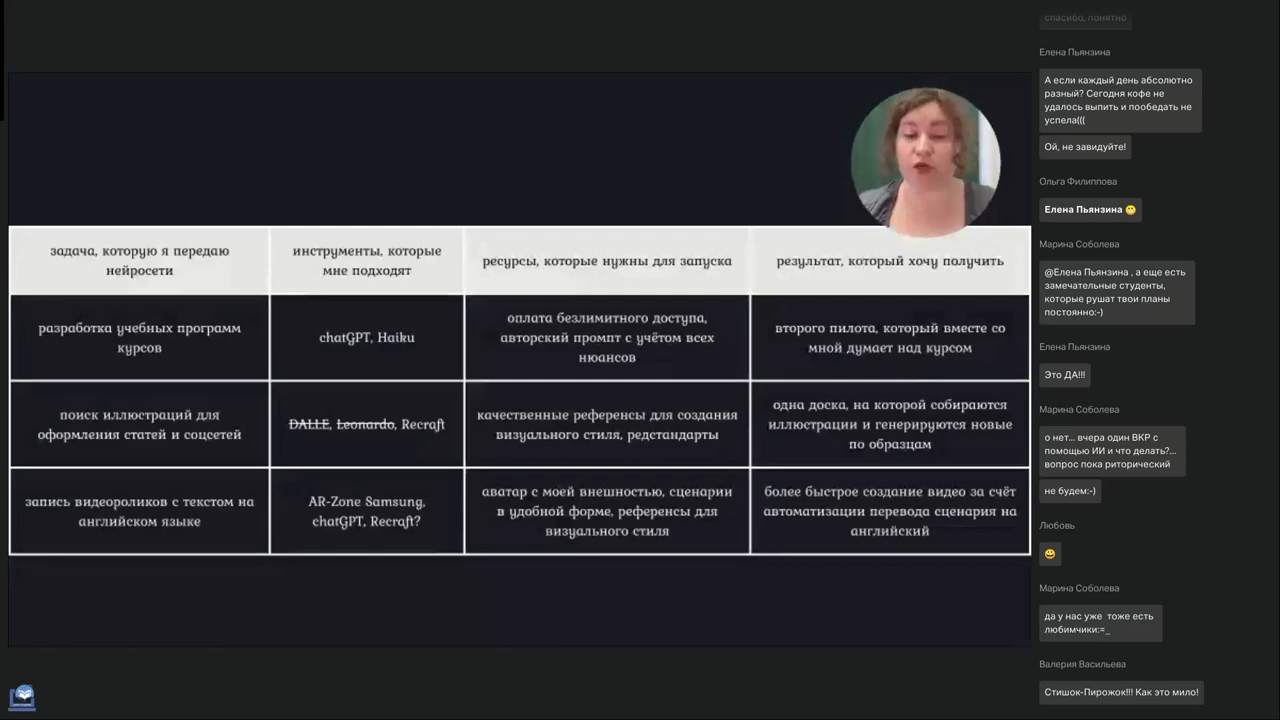 задача, которую я передаю
нейросети
инструменты, которые
мне подходят
ресурсы, которые нужны для запуска
результат, который хочу получить
разработка учебных программ
курсов
chatGPT, Haiku
оплата безлимитного доступа,
авторский промпт с учётом всех
нюансов
второго пилота, который вместе со
мной думает над курсом
поиск иллюстраций для
оформления статей и соцсетей
DALLE, Leonardo, Recraft
качественные референсы для создания
визуального стиля, редстандарты
одна доска, на которой собираются
иллюстрации и генерируются новые
по образцам
запись видеороликов с текстом на
английском языке
AR-Zone Samsung,
chatGPT, Recraft?
аватар с моей внешностью, сценарии
в удобной форме, референсы для
визуального стиля
более быстрое создание видео за счёт
автоматизации перевода сценария на
английский
спасибо, понятно
Елена Пьянзина
А если каждый день абсолютно
разный? Сегодня кофе не
удалось выпить и пообедать не
успела(((
Ой, не завидуйте!
Ольга Филиппова
Елена Пьянзина 😬
Марина Соболева
@Елена Пьянзина , а еще есть
замечательные студенты,
которые рушат твои планы
постоянно:-)
Елена Пьянзина
Это ДА!!!
Марина Соболева
о нет... вчера один ВКР с
помощью ИИ и что делать?...
вопрос пока риторический
не будем:-)
Любовь
😀
Марина Соболева
да у нас уже  тоже есть
любимчики:=_
Валерия Васильева
Стишок-Пирожок!!! Как это мило!